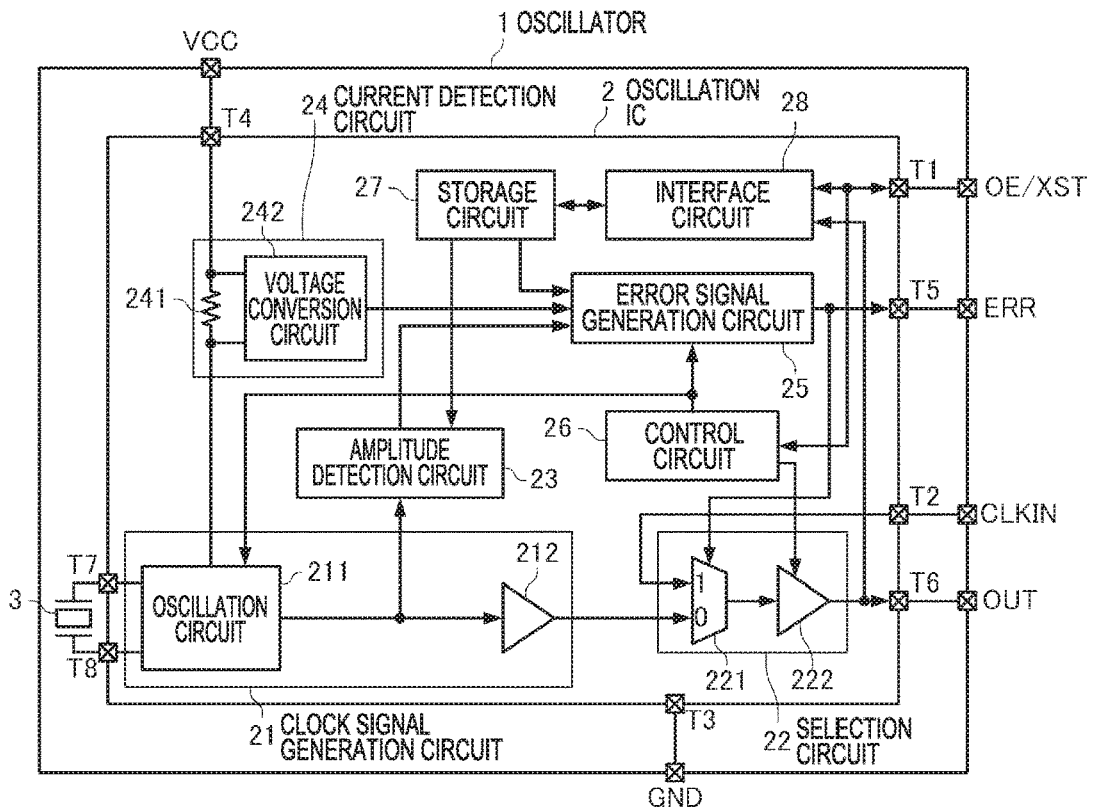 1 OSCILLATOR
VCC
24 CURRENT DETECTION
CIRCUIT
2 OSCILLATION
IC
28
T4
27
STORAGE
CIRCUIT
INTERFACE
CIRCUIT
T1
OE/XST
242
241
VOLTAGE
CONVERSION
CIRCUIT
ERROR SIGNAL
GENERATION CIRCUIT
T5
ERR
25
26
CONTROL
CIRCUIT
AMPLITUDE
DETECTION CIRCUIT
23
T2
CLKIN
T7
211
212
3
OSCILLATION
CIRCUIT
1
0
T6
OUT
T8
221
222
21 CLOCK SIGNAL
GENERATION CIRCUIT
T3
22 SELECTION
CIRCUIT
GND